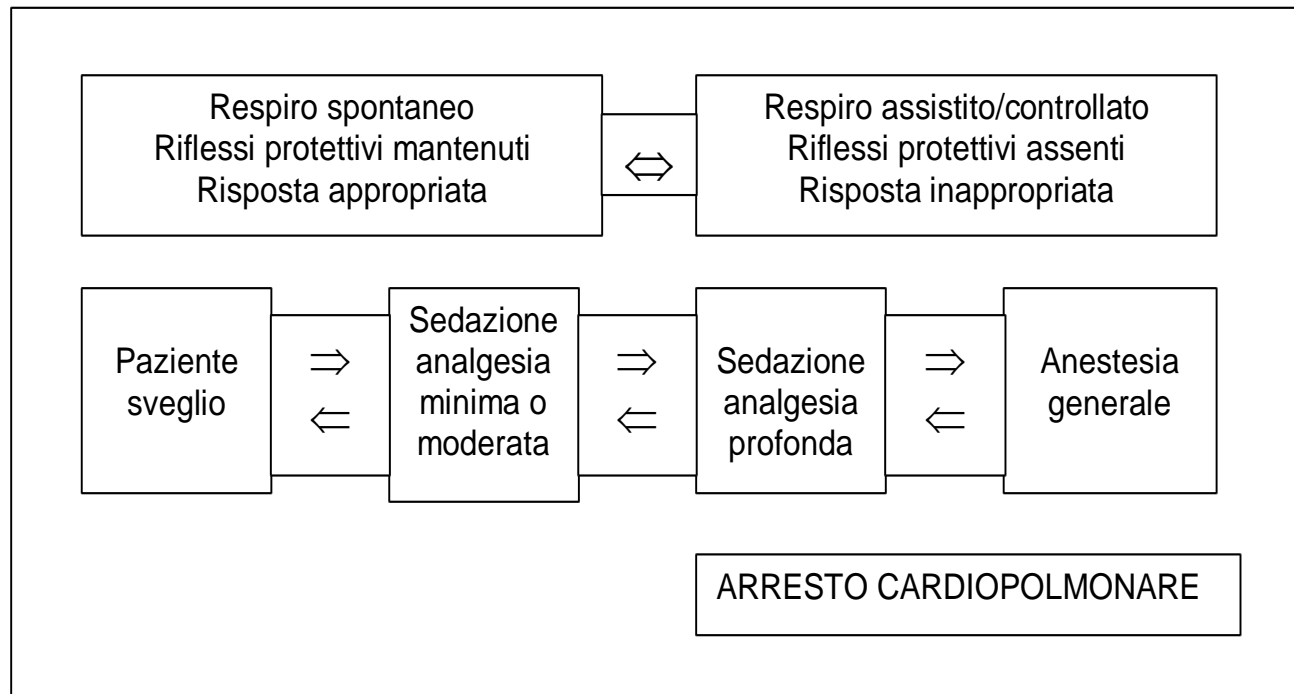 Respiro spontaneo
Riflessi protettivi mantenuti
Risposta appropriata
⇔
Respiro assistito/controllato
Riflessi protettivi assenti
Risposta inappropriata
Paziente
sveglio
⇒
⇐
Sedazione
analgesia
minima o
moderata
⇒
⇐
Sedazione
analgesia
profonda
⇒
⇐
Anestesia
generale
ARRESTO CARDIOPOLMONARE